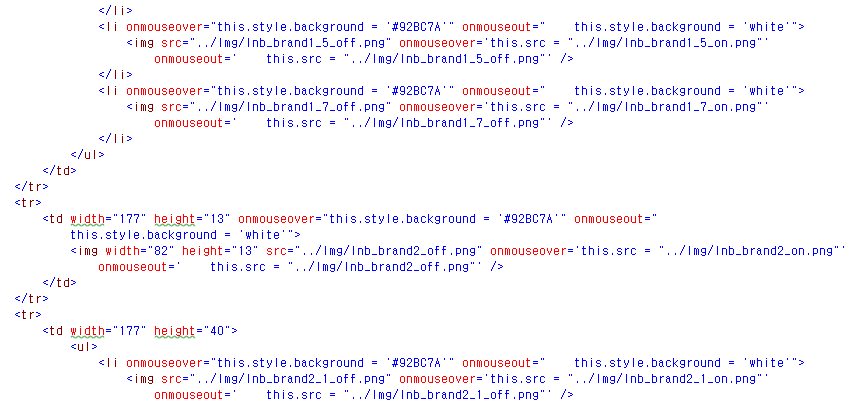 </li>
<li onmouseover="this.style.background = '#92BC7A'" onmouseout="    this.style.background = 'white'">
<img src="../Img/lnb_brand1_5_off.png" onmouseover='this.src = "../Img/lnb_brand1_5_on.png"'
onmouseout='    this.src = "../Img/lnb_brand1_5_off.png"' />
</li>
<li onmouseover="this.style.background = '#92BC7A'" onmouseout="    this.style.background = 'white'">
<img src="../Img/lnb_brand1_7_off.png" onmouseover='this.src = "../Img/lnb_brand1_7_on.png"'
onmouseout='    this.src = "../Img/lnb_brand1_7_off.png"' />
</li>
</ul>
</td>
</tr>
<tr>
<td width="177" height="13" onmouseover="this.style.background = '#92BC7A'" onmouseout="
this.style.background = 'white'">
<img width="82" height="13" src="../Img/lnb_brand2_off.png" onmouseover='this.src = "../Img/lnb_brand2_on.png"'
onmouseout='    this.src = "../Img/lnb_brand2_off.png"' />
</td>
</tr>
<tr>
<td width="177" height="40">
<ul>
<li onmouseover="this.style.background = '#92BC7A'" onmouseout="    this.style.background = 'white'">
<img src="../Img/lnb_brand2_1_off.png" onmouseover='this.src = "../Img/lnb_brand2_1_on.png"'
onmouseout='    this.src = "../Img/lnb_brand2_1_off.png"' />